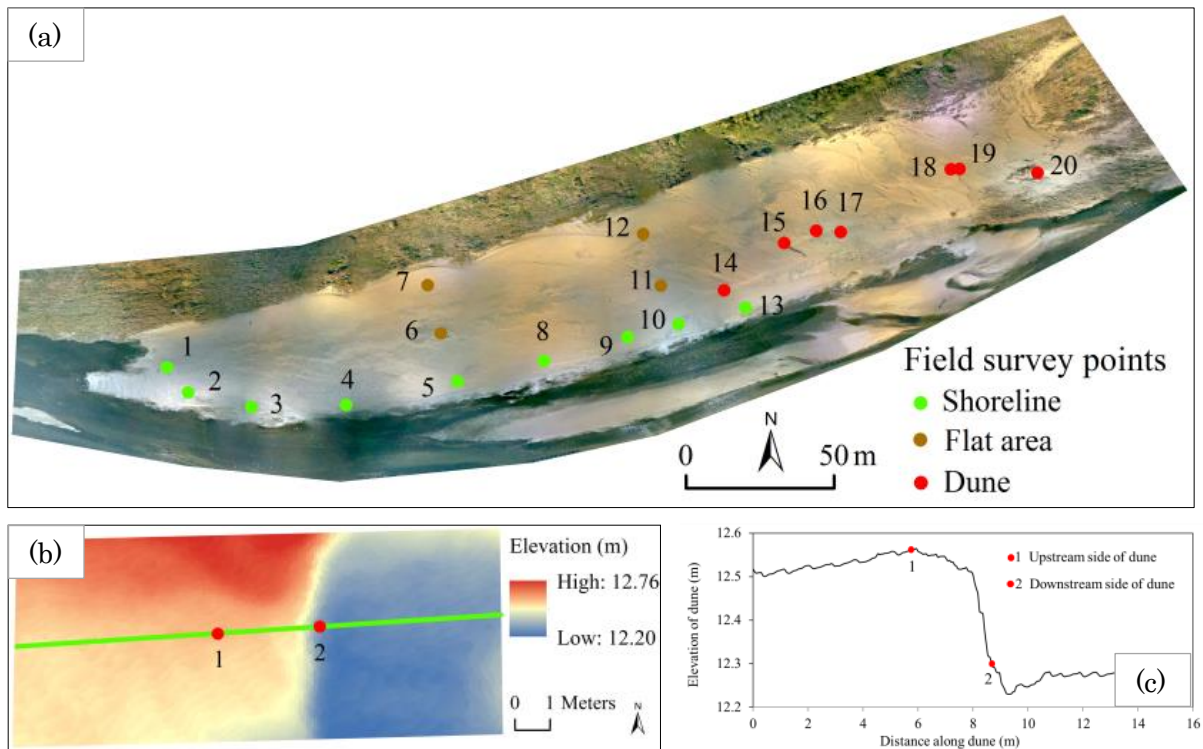 (a)
18
19
20
16
17
15
12
14
7
11
13
6
10
8
9
1
4
5
2
3
Field survey points
Shoreline
Flat area
Dune
N
0 50 m
(b)
Elevation (m)
High: 12.76
Low: 12.20
1
2
0 1 Meters
N
(c)
Elevation of dune (m)
12.6
12.5
12.4
12.3
12.2
1 Upstream side of dune
2 Downstream side of dune
1
2
0 2 4 6 8 10 12 14 16
Distance along dune (m)